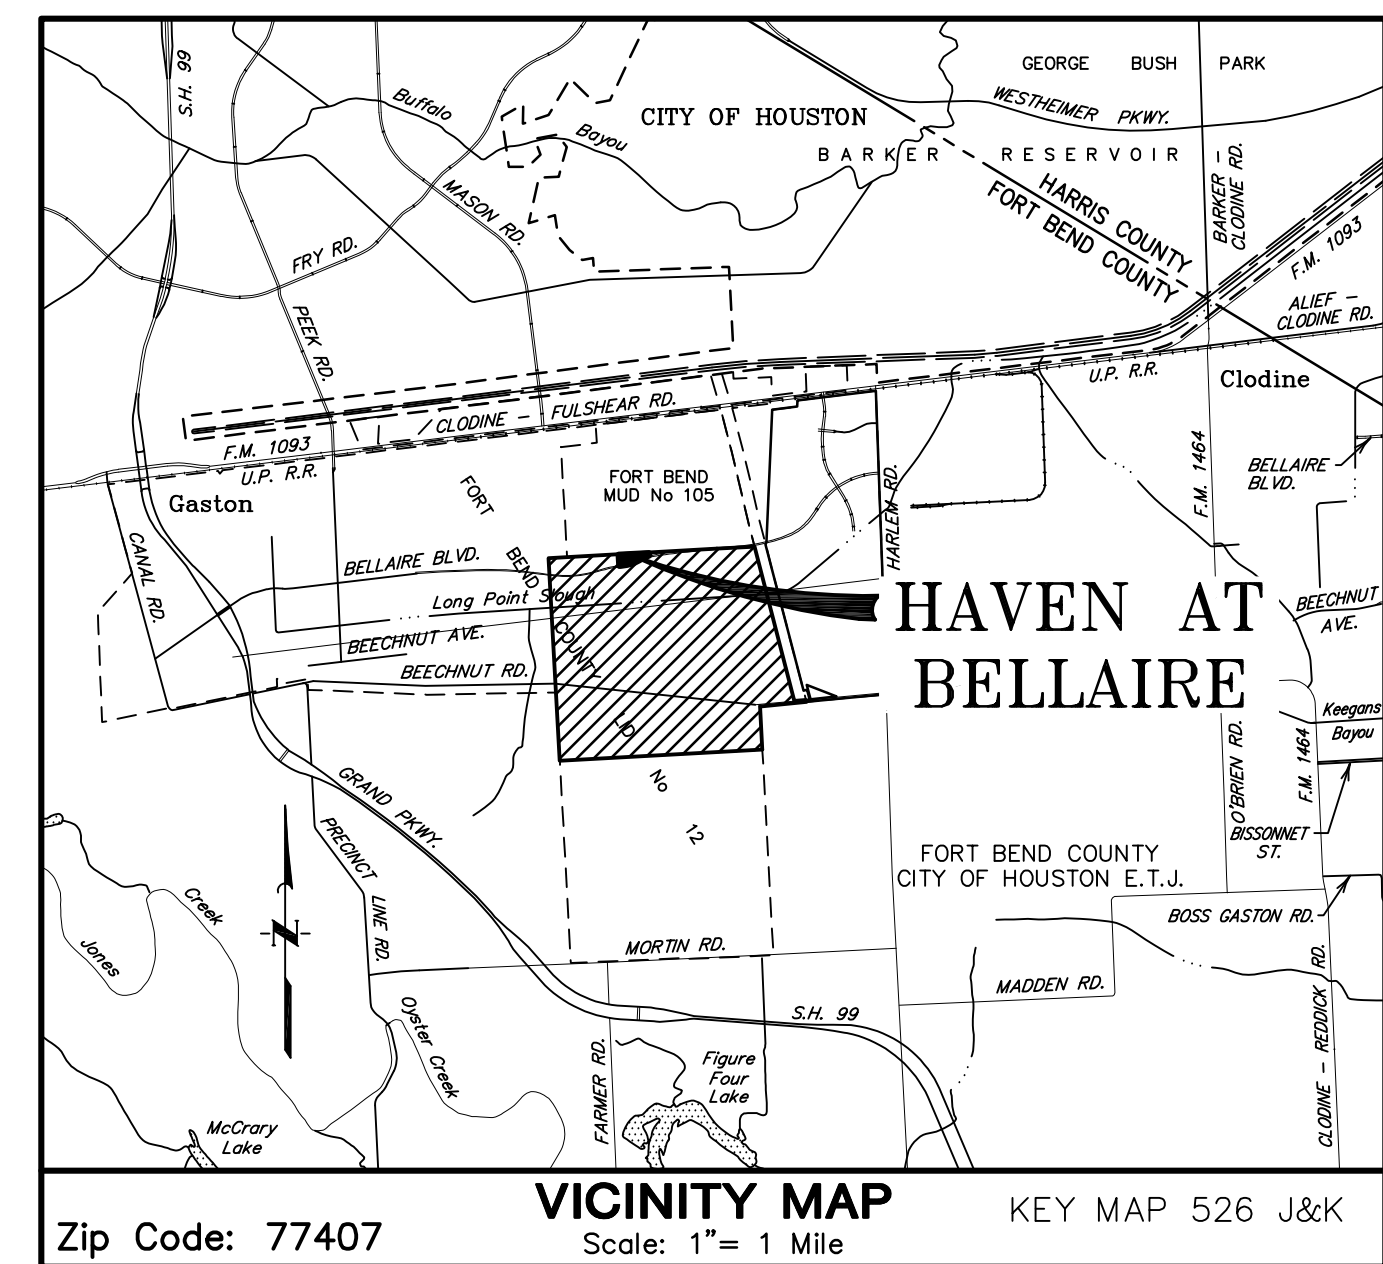 S.H. 99
GEORGE BUSH PARK
Buffalo
Bayou
CITY OF HOUSTON
WESTHEIMER PKWY.
BARKER RESERVOIR
BARKER -
CLODINE RD.
HARRIS COUNTY
FORT BEND COUNTY
F.M. 1093
MASON RD.
FRY RD.
PEEK RD.
ALIEF -
CLODINE RD.
U.P. R.R.
Clodine
CLODINE - FULSHEAR RD.
F.M. 1093
U.P. R.R.
Gaston
FORT BEND
MUD No 105
HARLEM RD.
F.M. 1464
BELLAIRE
BLVD.
CANAL RD.
FORT BEND COUNTY
-ID
No 12
BELLAIRE BLVD.
Long Point Slough
BEECHNUT AVE.
BEECHNUT RD.
HAVEN AT
BELLAIRE
BEECHNUT
AVE.
Keegans
Bayou
O'BRIEN RD.
F.M. 1464
GRAND PKWY.
PRECINCT LINE RD.
BISSONNET
ST.
FORT BEND COUNTY
CITY OF HOUSTON E.T.J.
BOSS GASTON RD.
Creek
Jones
N
MORTIN RD.
MADDEN RD.
S.H. 99
Oyster Creek
FARMER RD.
Figure
Four
Lake
CLODINE - REDDICK RD.
McCrary
Lake
VICINITY MAP
KEY MAP 526 J&K
Zip Code: 77407
Scale: 1"= 1 Mile